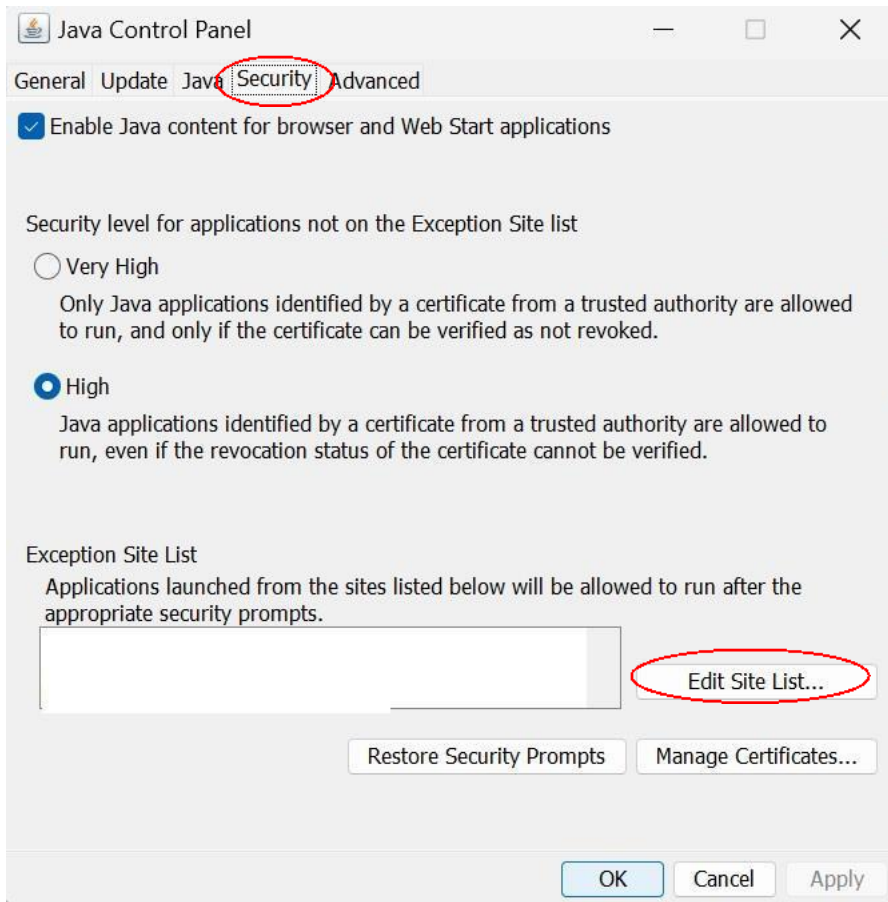 Java Control Panel
General Update Java Security Advanced
Enable Java content for browser and Web Start applications
Security level for applications not on the Exception Site list
Very High
Only Java applications identified by a certificate from a trusted authority are allowed
to run, and only if the certificate can be verified as not revoked.
High
Java applications identified by a certificate from a trusted authority are allowed to
run, even if the revocation status of the certificate cannot be verified.
Exception Site List
Applications launched from the sites listed below will be allowed to run after the
appropriate security prompts.
Edit Site List...
Restore Security Prompts Manage Certificates...
OK Cancel Apply